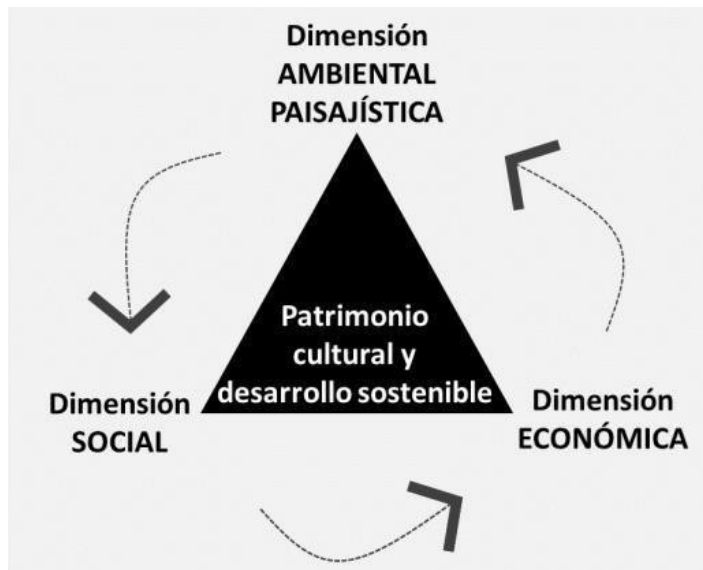 Dimensión
AMBIENTAL
PAISAJÍSTICA
Patrimonio
cultural y
desarrollo sostenible
Dimensión
SOCIAL
Dimensión
ECONÓMICA